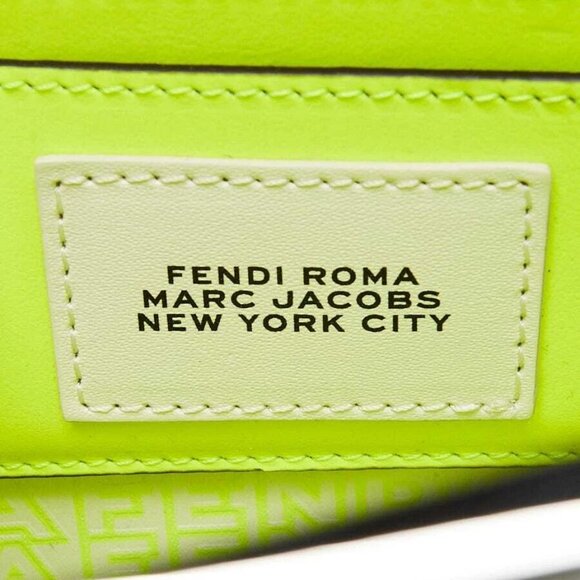 FENDI ROMA
MARC JACOBS
NEW YORK CITY